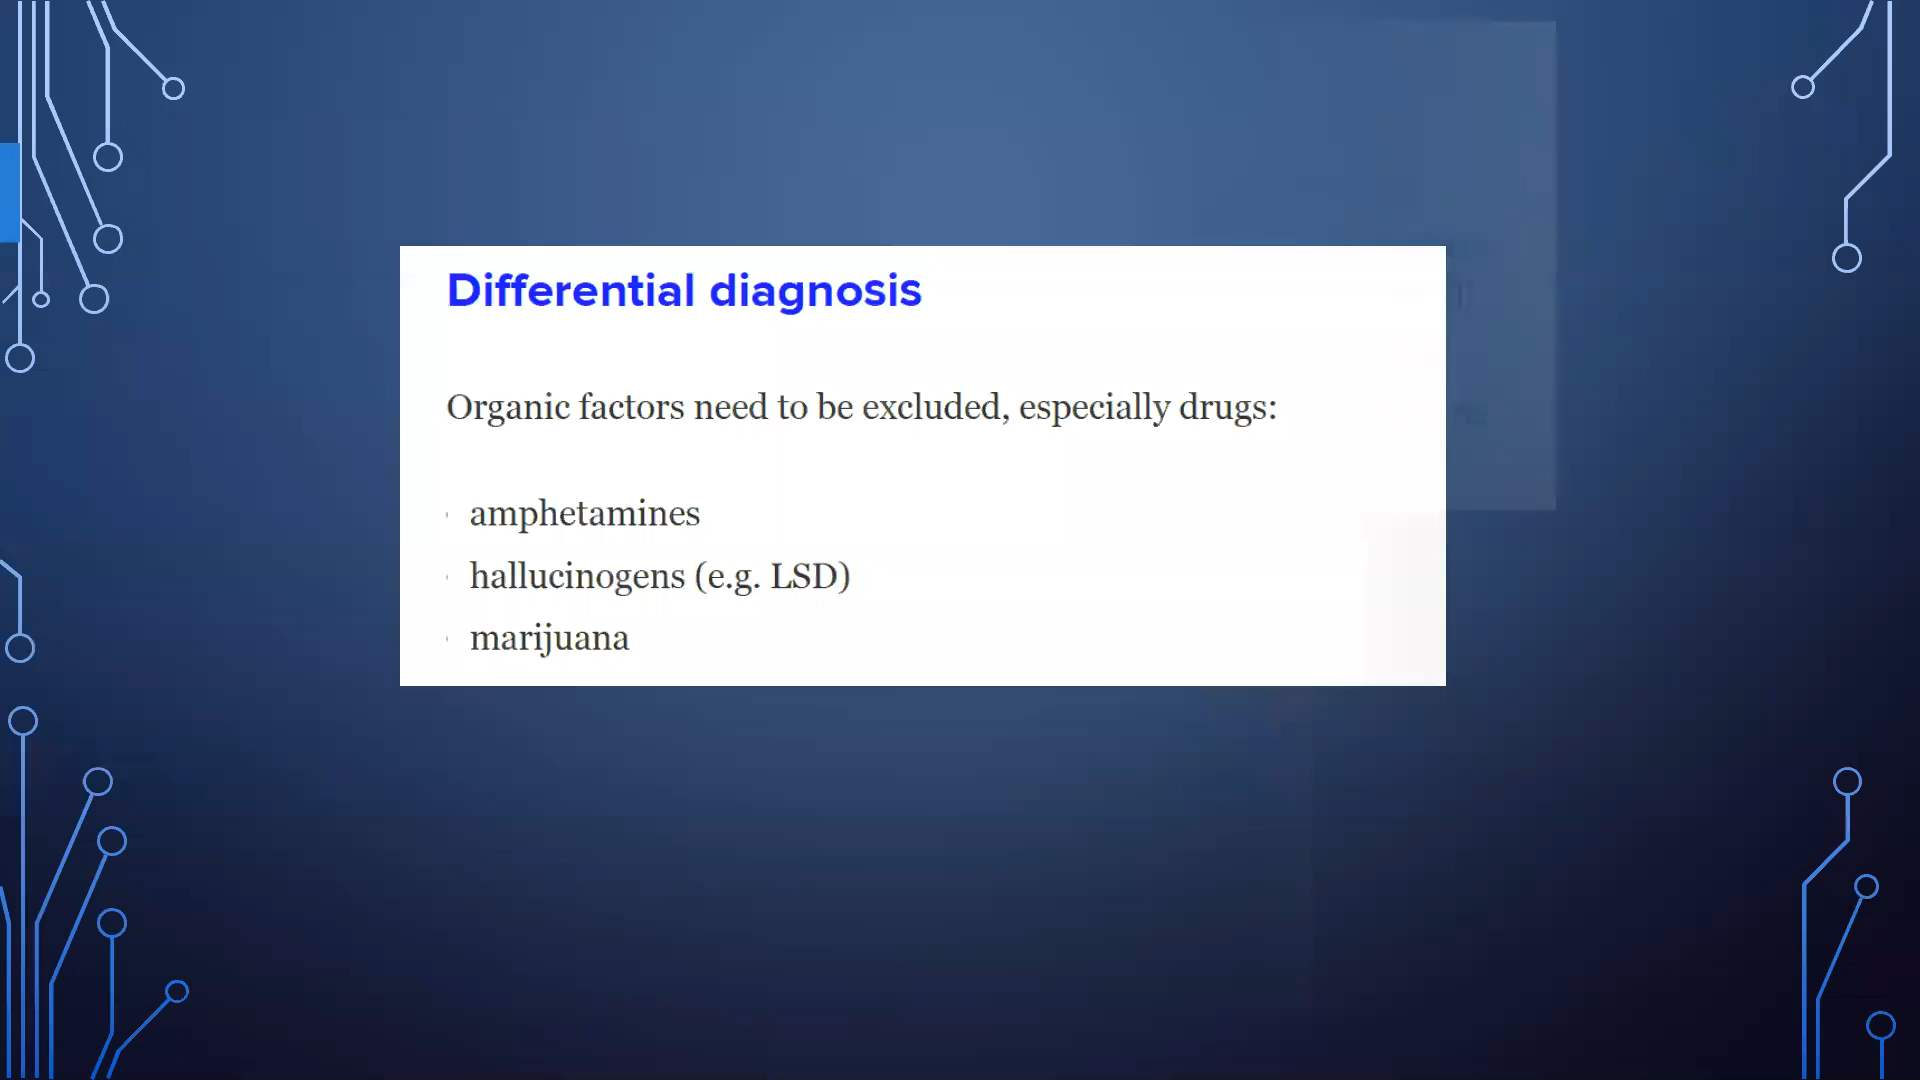 Differential diagnosis
Organic factors need to be excluded, especially drugs:
· amphetamines
· hallucinogens (e.g. LSD)
· marijuana